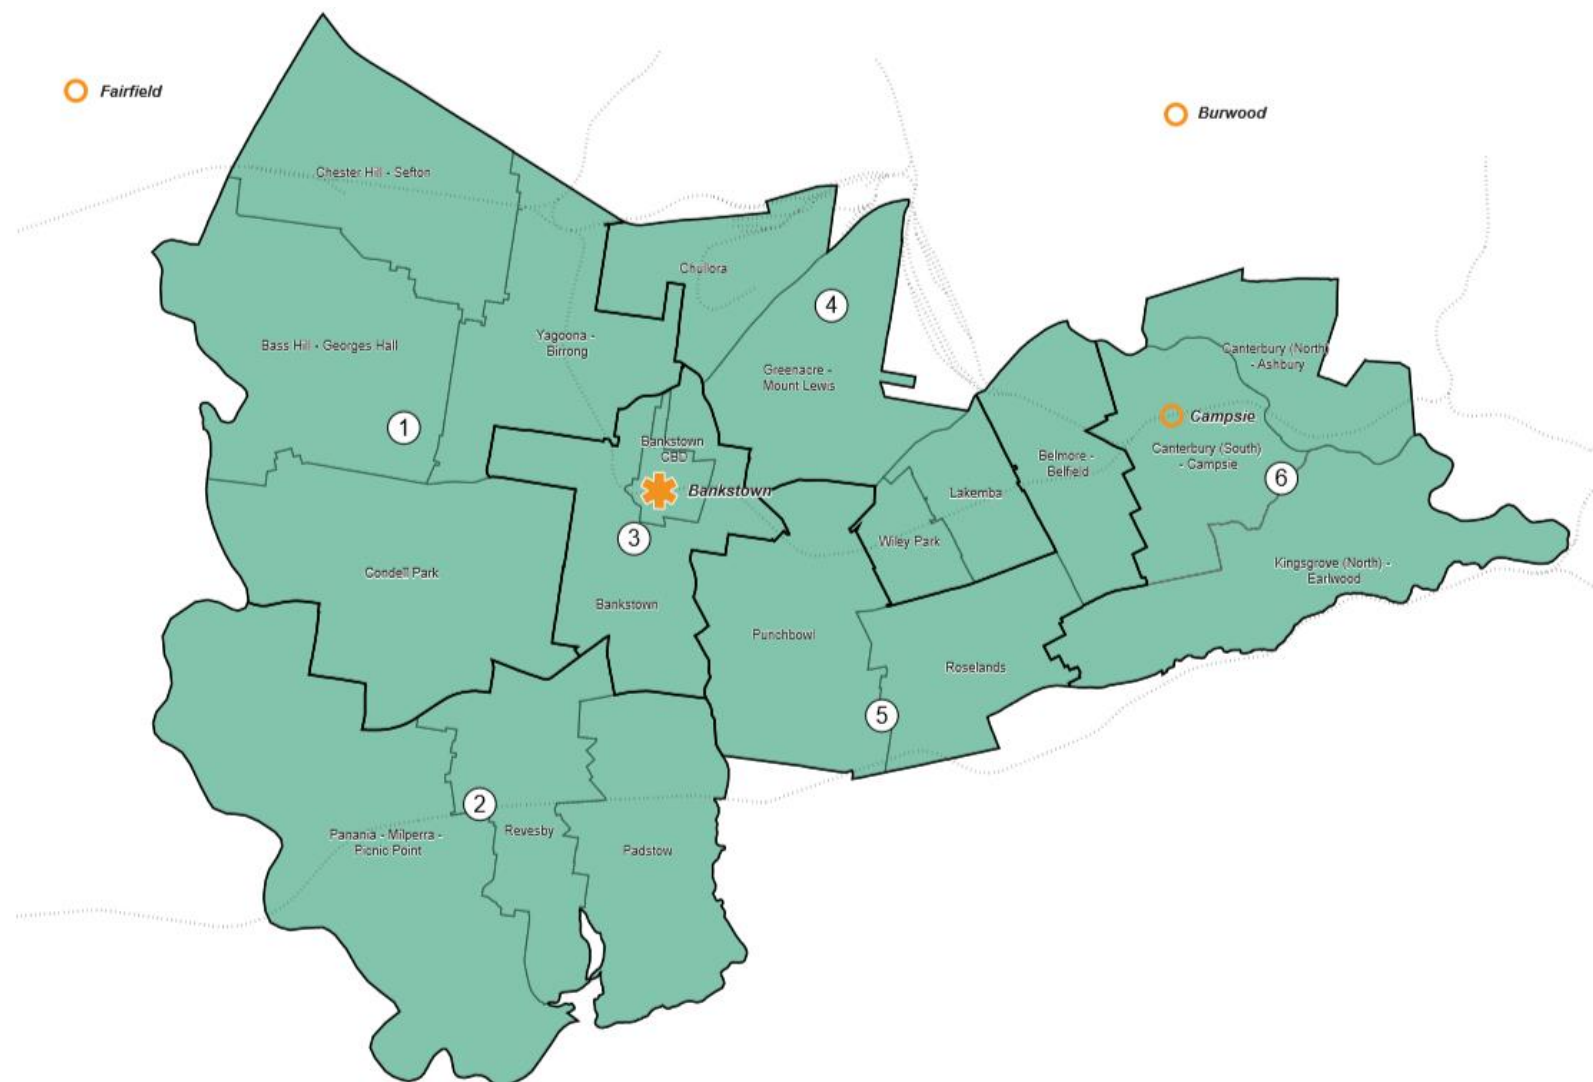 Fairfield
Burwood
Chester Hill - Sefton
Chullora
4
Bass Hill - Georges Hall
Yagoona -
Birrong
Greenacre -
Mount Lewis
Canterbury (North)
- Ashbury
1
Campsie
Bankstown
CBD
Canterbury (South)
- Campsie
Belmore -
Belfield
6
Bankstown
Lakemba
3
Wiley Park
Condell Park
Kingsgrove (North) -
Earlwood
Bankstown
Punchbowl
Roselands
5
2
Panania - Milperra -
Picnic Point
Revesby
Padstow